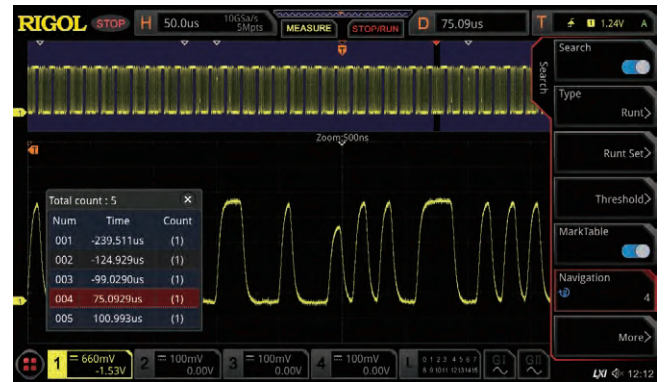 RIGOL STOP H 50.0us 10GSa/s 5Mpts MEASURE STOP/RUN D 75.09us T 1 1.24V A
Search
Search
Type
Runt>
Zoom:500ns
Runt Set>
Total count : 5 ×
Threshold>
Num Time Count
001 -239.511us (1)
MarkTable
002 -124.929us (1)
003 -99.0290us (1)
Navigation
004 75.0929us (1)
4
005 100.993us (1)
More>
1 660mV -1.53V
2 100mV 0.00V
3 100mV 0.00V
4 100mV 0.00V
L 0 1 2 3 4 5 6 7
8 9 10 11 12 13 14 15
GI GII
LXI 12:12